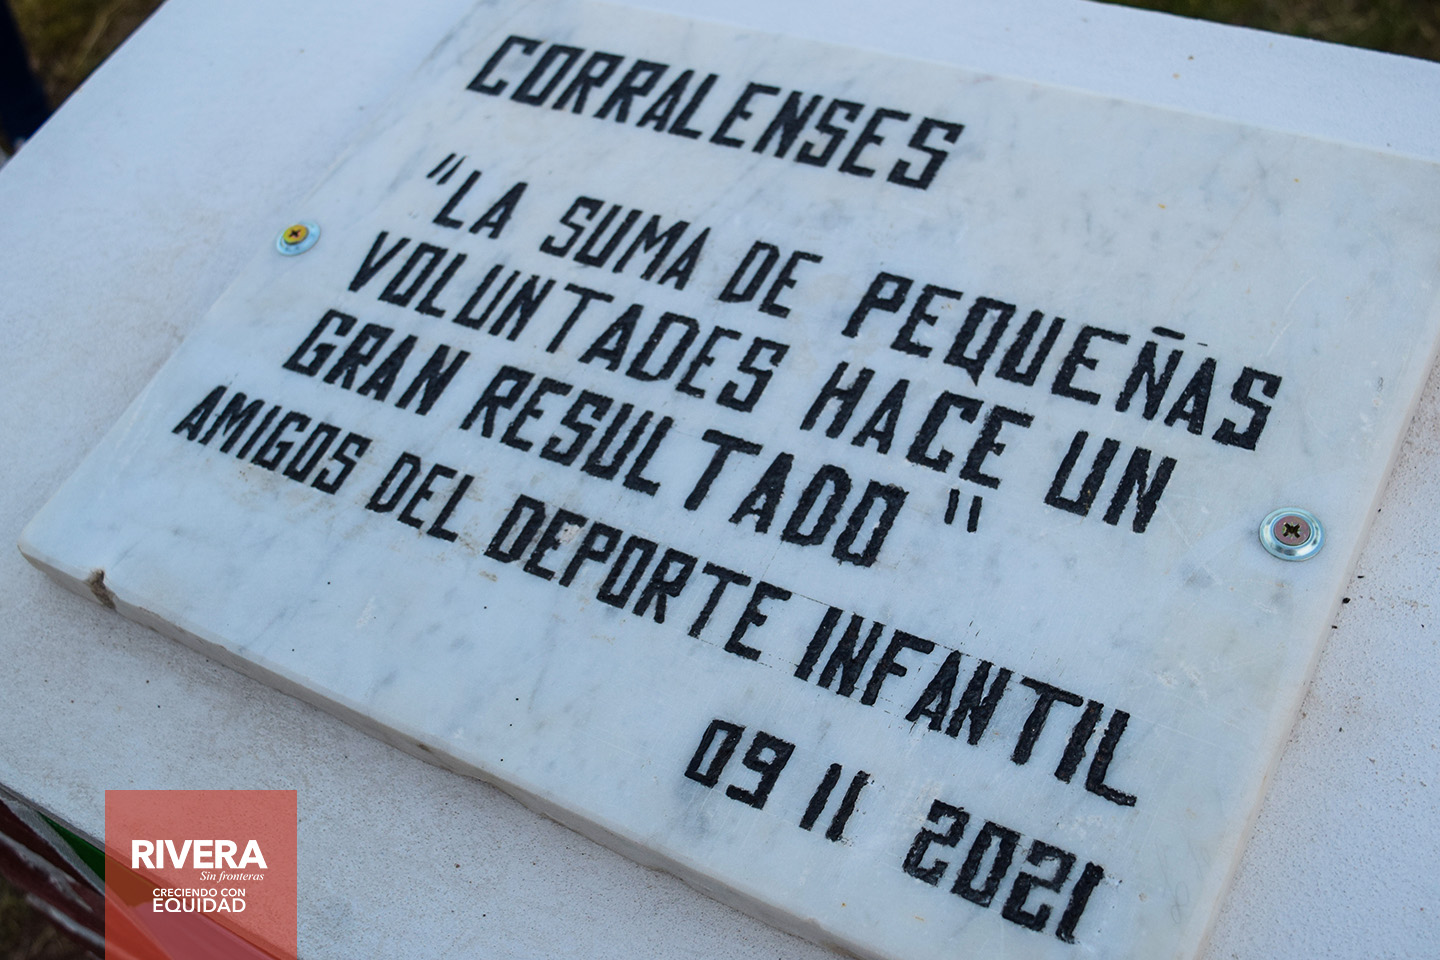 CORRALENSES
"LA SUMA DE PEQUEÑAS
VOLUNTADES HACE UN
GRAN RESULTADO"
AMIGOS DEL DEPORTE INFANTIL
09 11 2021
RIVERA
Sin fronteras
CRECIENDO CON
EQUIDAD